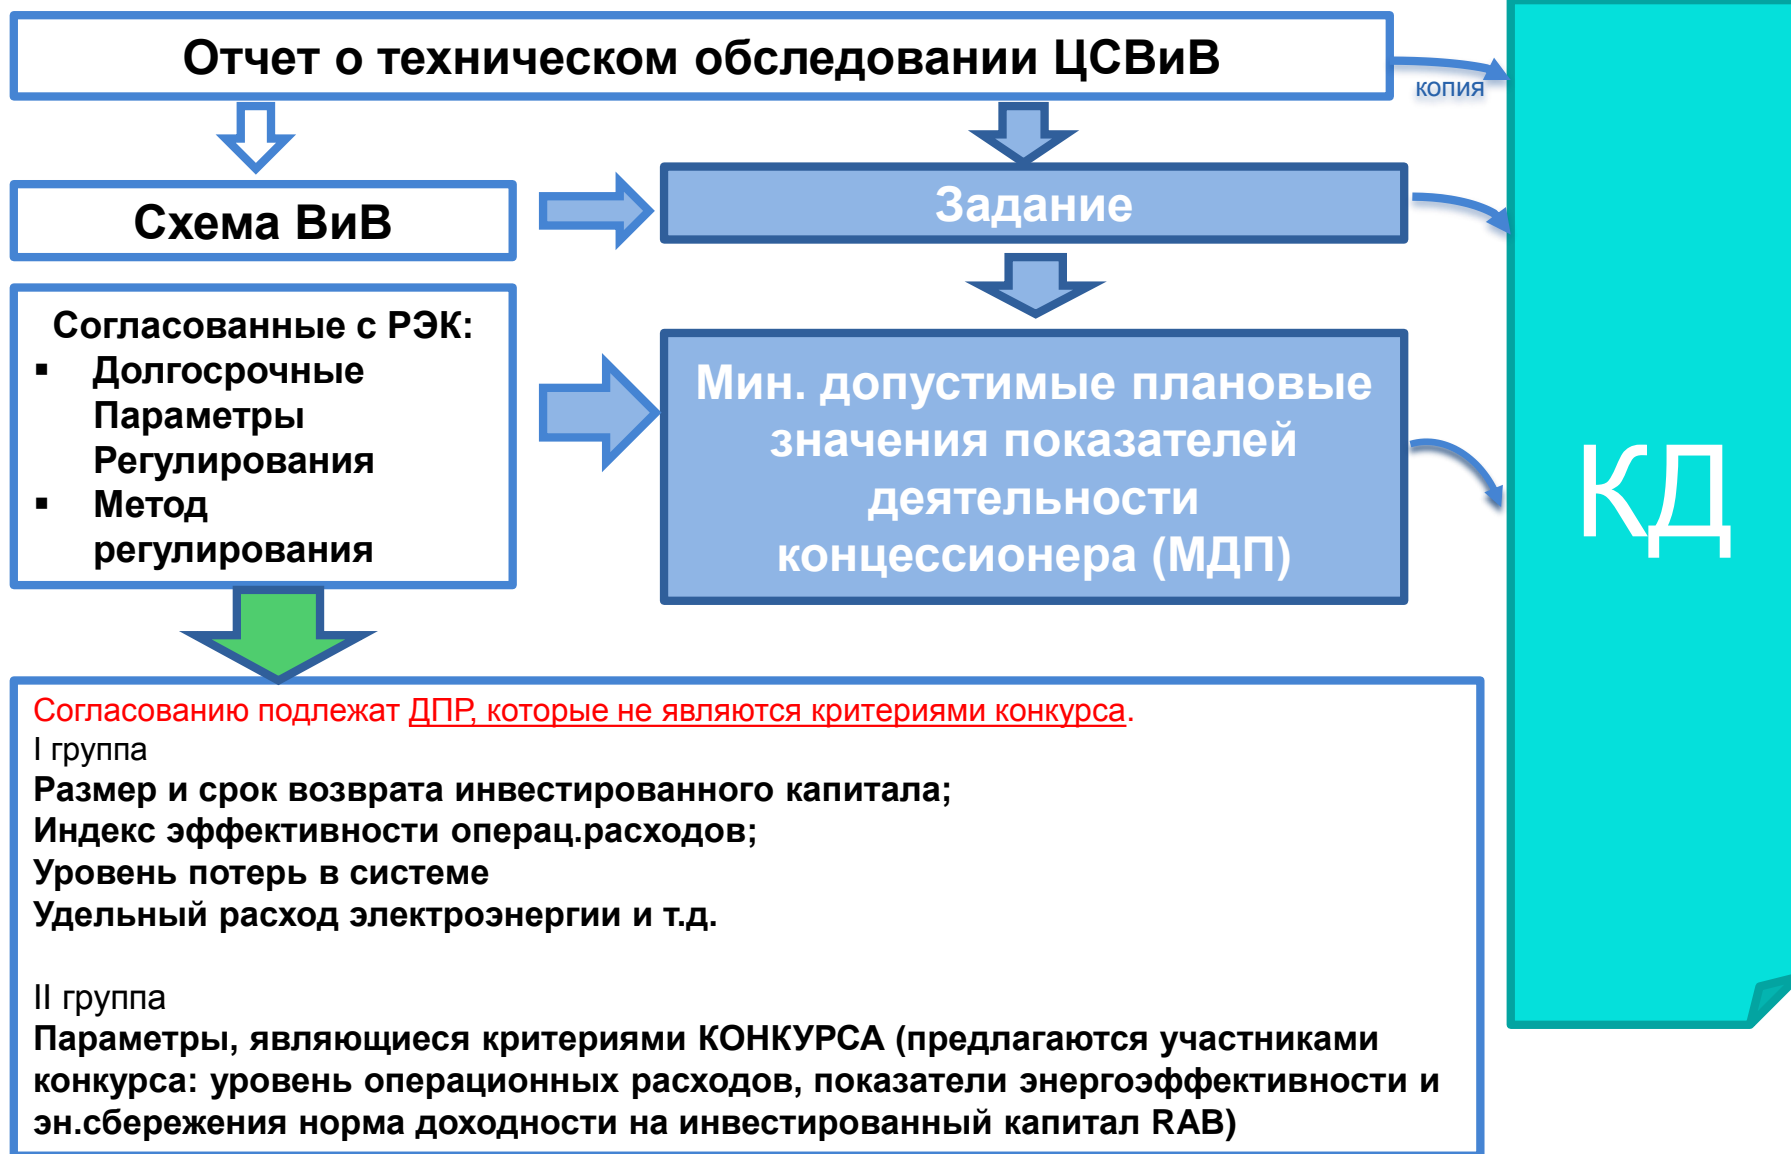 Отчет о техническом обследовании ЦСВиВ
копия
Схема ВиВ
Задание
Согласованные с РЭК:
▪ Долгосрочные
Параметры
Регулирования
▪ Метод
регулирования
Мин. допустимые плановые
значения показателей
деятельности
концессионера (МДП)
КД
Согласованию подлежат ДПР, которые не являются критериями конкурса.
I группа
Размер и срок возврата инвестированного капитала;
Индекс эффективности операц.расходов;
Уровень потерь в системе
Удельный расход электроэнергии и т.д.
II группа
Параметры, являющиеся критериями КОНКУРСА (предлагаются участниками
конкурса: уровень операционных расходов, показатели энергоэффективности и
эн.сбережения норма доходности на инвестированный капитал RAB)